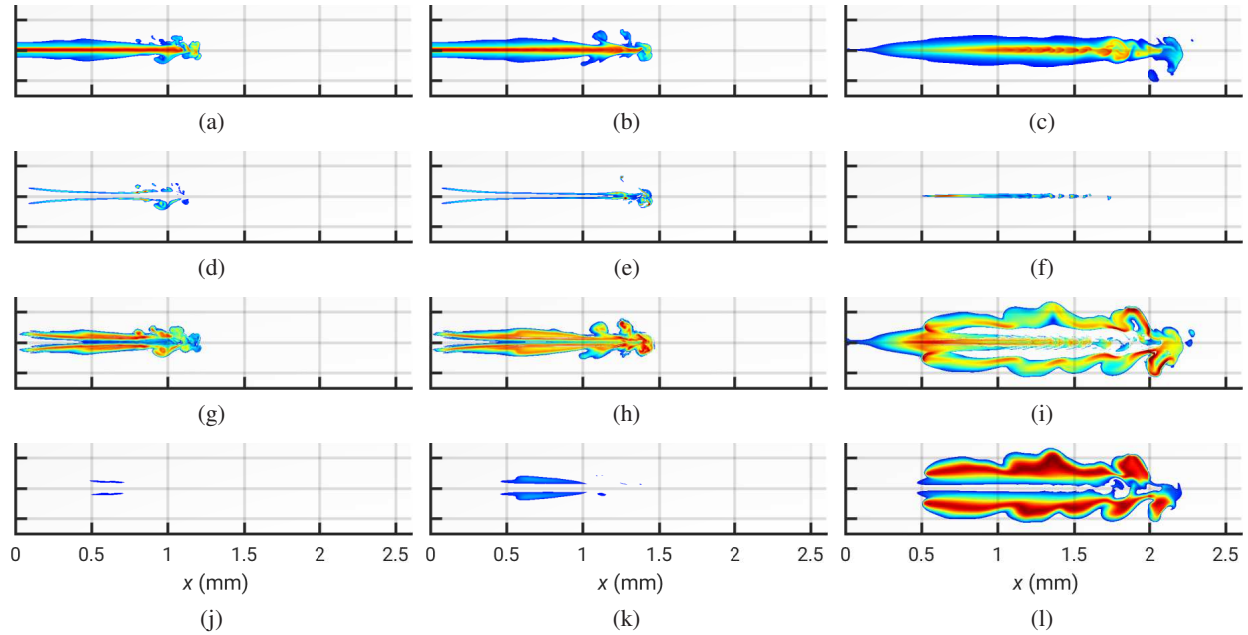 (a) (b) (c)
(d) (e) (f)
(g) (h) (i)
0 0.5 1 1.5 2 2.5 0 0.5 1 1.5 2 2.5 0 0.5 1 1.5 2 2.5
x (mm) x (mm) x (mm)
(j) (k) (l)